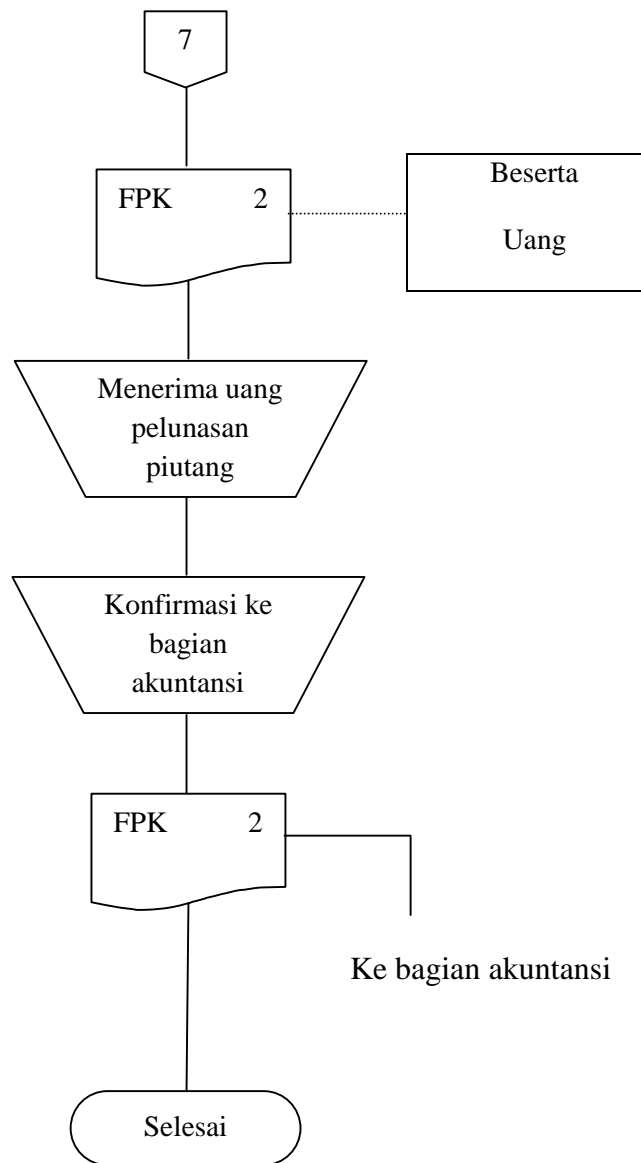 7
FPK 2
Beserta
Uang
Menerima uang
pelunasan
piutang
Konfirmasi ke
bagian
akuntansi
FPK 2
Ke bagian akuntansi
Selesai